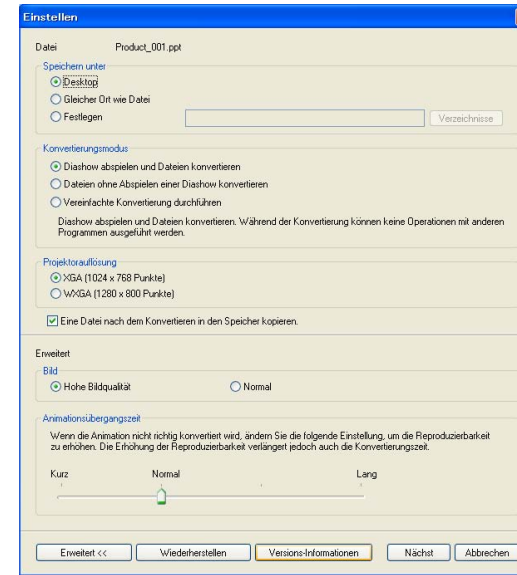 Einstellen
Datei Product_001.ppt
Speichern unter
Desktop
Gleicher Ort wie Datei
Festlegen Verzeichnisse
Konvertierungsmodus
Diashow abspielen und Dateien konvertieren
Dateien ohne Abspielen einer Diashow konvertieren
Vereinfachte Konvertierung durchführen
Diashow abspielen und Dateien konvertieren. Während der Konvertierung können keine Operationen mit anderen
Programmen ausgeführt werden.
Projektorauflösung
XGA (1024 x 768 Punkte)
WXGA (1280 x 800 Punkte)
Eine Datei nach dem Konvertieren in den Speicher kopieren.
Erweitert
Bild
Hohe Bildqualität Normal
Animationsübergangszeit
Wenn die Animation nicht richtig konvertiert wird, ändern Sie die folgende Einstellung, um die Reproduzierbarkeit
zu erhöhen. Die Erhöhung der Reproduzierbarkeit verlängert jedoch auch die Konvertierungszeit.
Kurz Normal Lang
Erweitert << Wiederherstellen Versions-Informationen Nächst Abbrechen